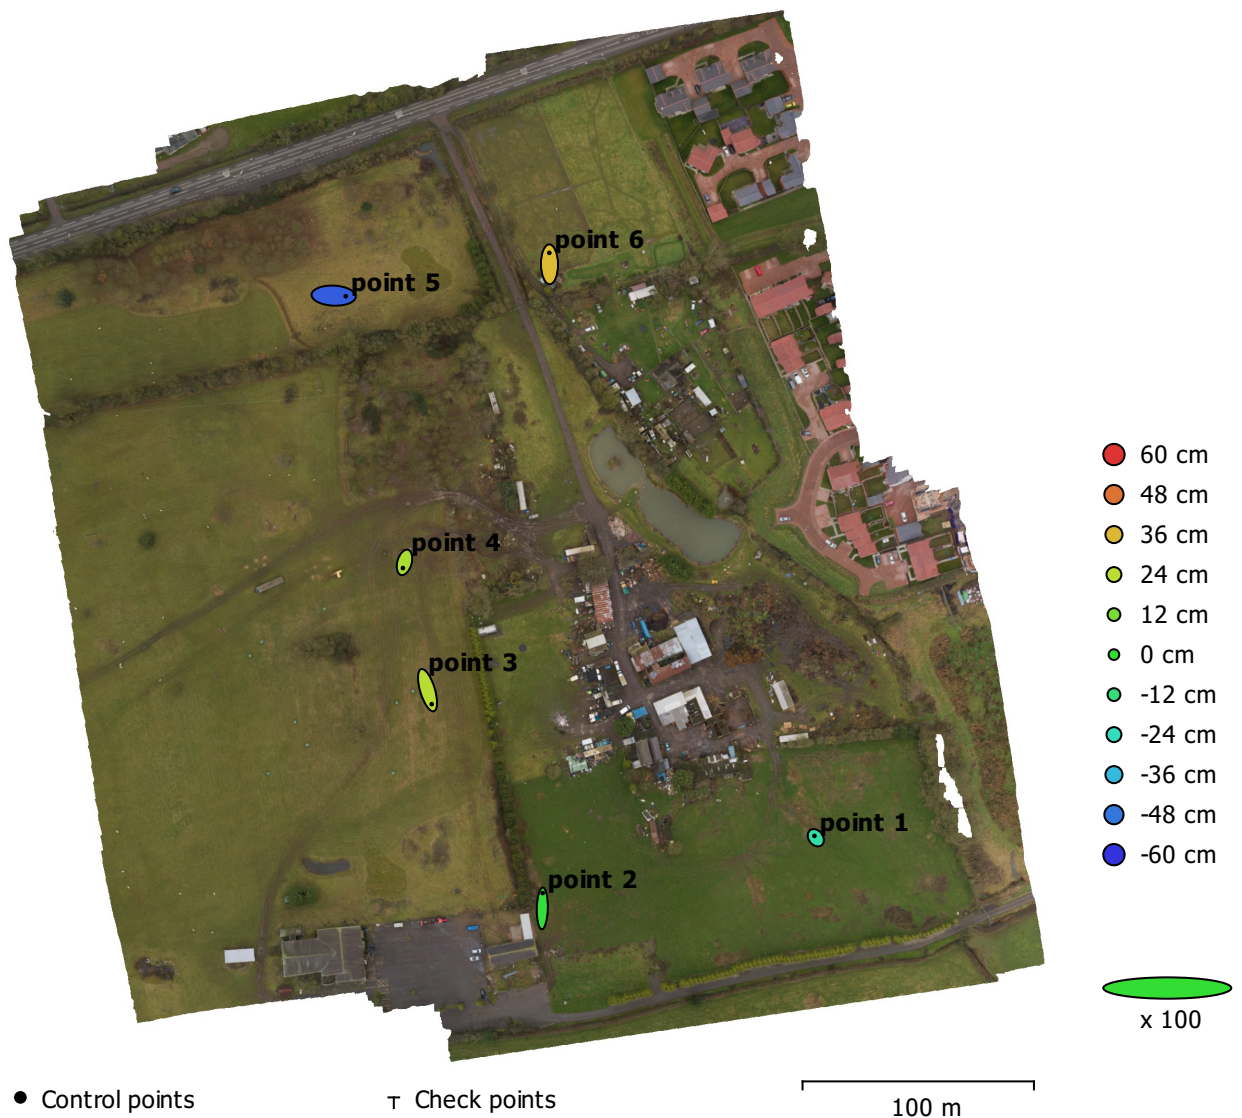 point 6
point 5
point 4
point 3
point 1
point 2
60 cm
48 cm
36 cm
24 cm
12 cm
0 cm
-12 cm
-24 cm
-36 cm
-48 cm
-60 cm
x 100
Control points
Check points
100 m